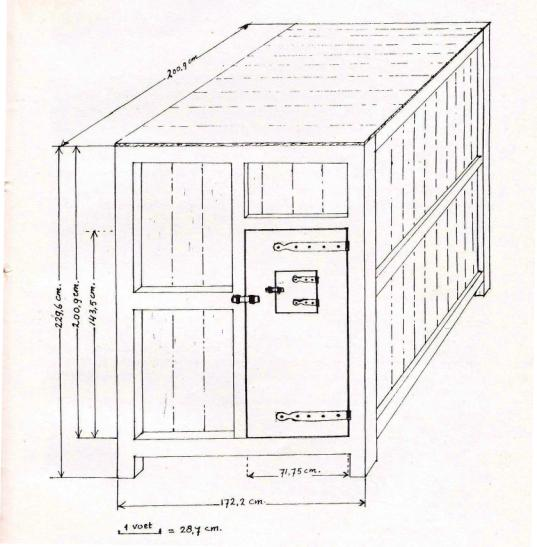 200,9 cm.
229,6 cm.
200,9 cm.
143,5 cm.
71,75 cm.
172,2 cm.
1 voet = 28,7 cm.